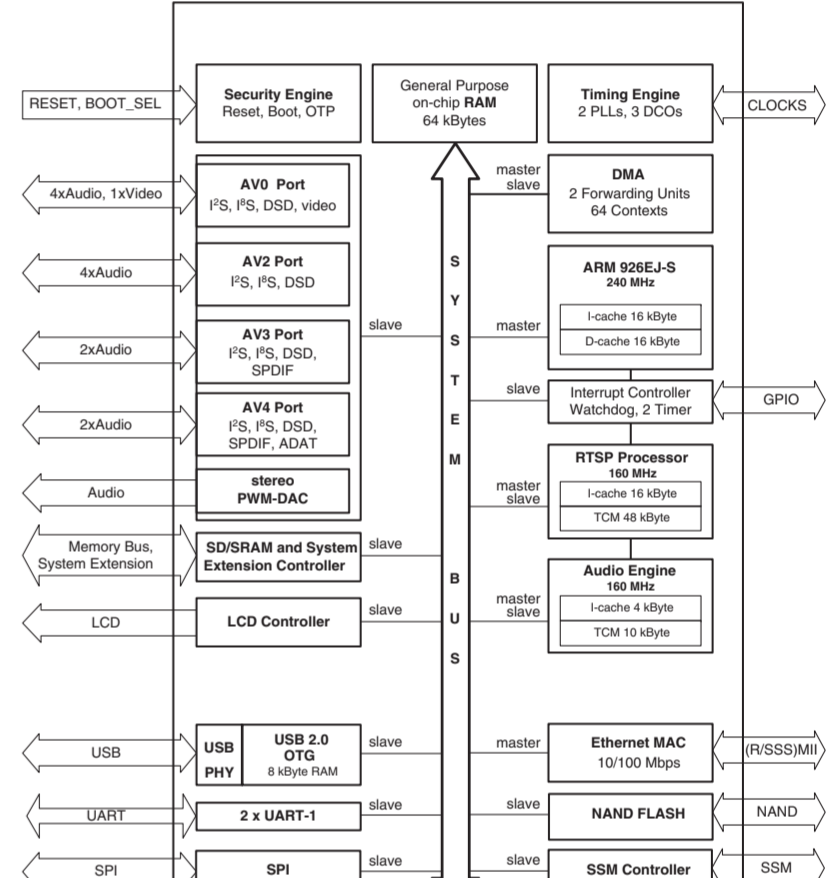 RESET, BOOT_SEL
Security Engine
Reset, Boot, OTP
General Purpose
on-chip RAM
64 kBytes
Timing Engine
2 PLLs, 3 DCOs
CLOCKS
4xAudio, 1xVideo
AV0 Port
I²S, I⁸S, DSD, video
master
slave
DMA
2 Forwarding Units
64 Contexts
4xAudio
AV2 Port
I²S, I⁸S, DSD
2xAudio
AV3 Port
I²S, I⁸S, DSD,
SPDIF
2xAudio
AV4 Port
I²S, I⁸S, DSD,
SPDIF, ADAT
Audio
stereo
PWM-DAC
slave
SYSTEM
BUS
master
ARM 926EJ-S
240 MHz
I-cache 16 kByte
D-cache 16 kByte
slave
Interrupt Controller
Watchdog, 2 Timer
GPIO
master
slave
RTSP Processor
160 MHz
I-cache 16 kByte
TCM 48 kByte
Memory Bus,
System Extension
SD/SRAM and System
Extension Controller
slave
master
slave
Audio Engine
160 MHz
I-cache 4 kByte
TCM 10 kByte
LCD
LCD Controller
slave
USB
USB
PHY
USB 2.0
OTG
8 kByte RAM
slave
master
Ethernet MAC
10/100 Mbps
(R/SSS)MII
UART
2 x UART-1
slave
slave
NAND FLASH
NAND
SPI
SPI
slave
slave
SSM Controller
SSM